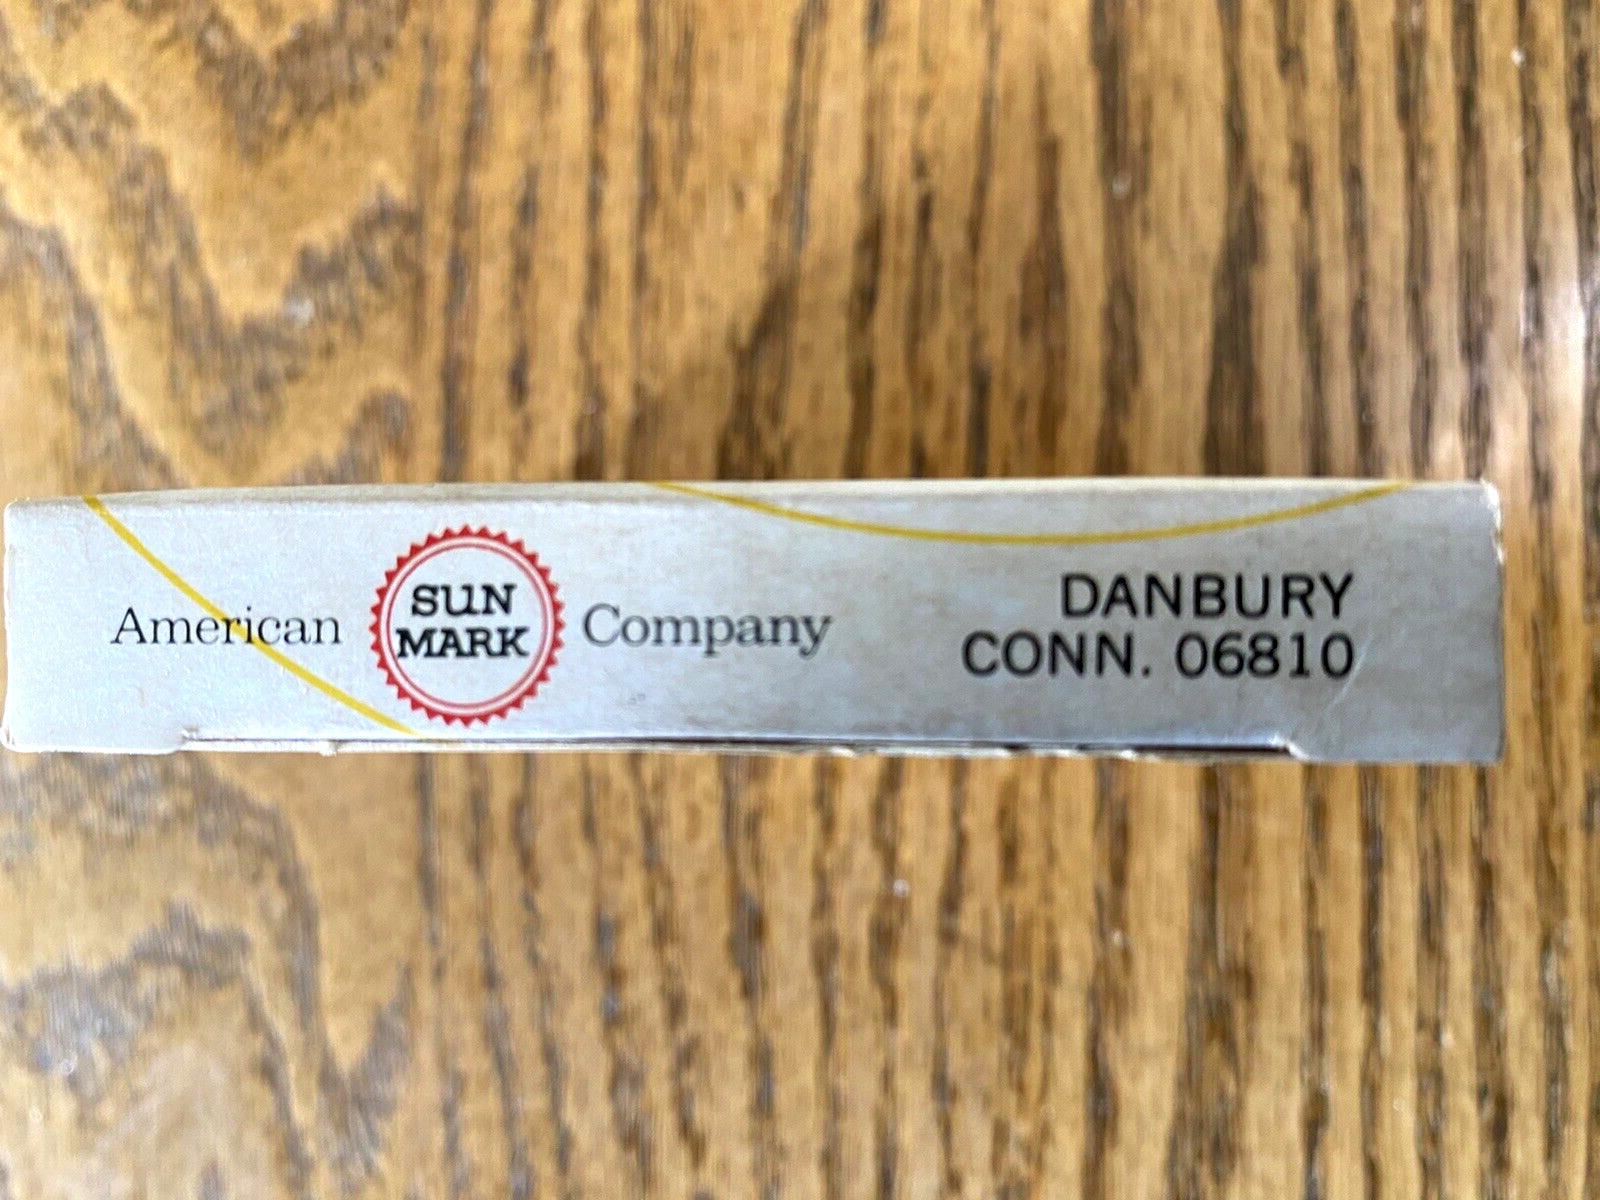 American SUN MARK Company
DANBURY
CONN. 06810